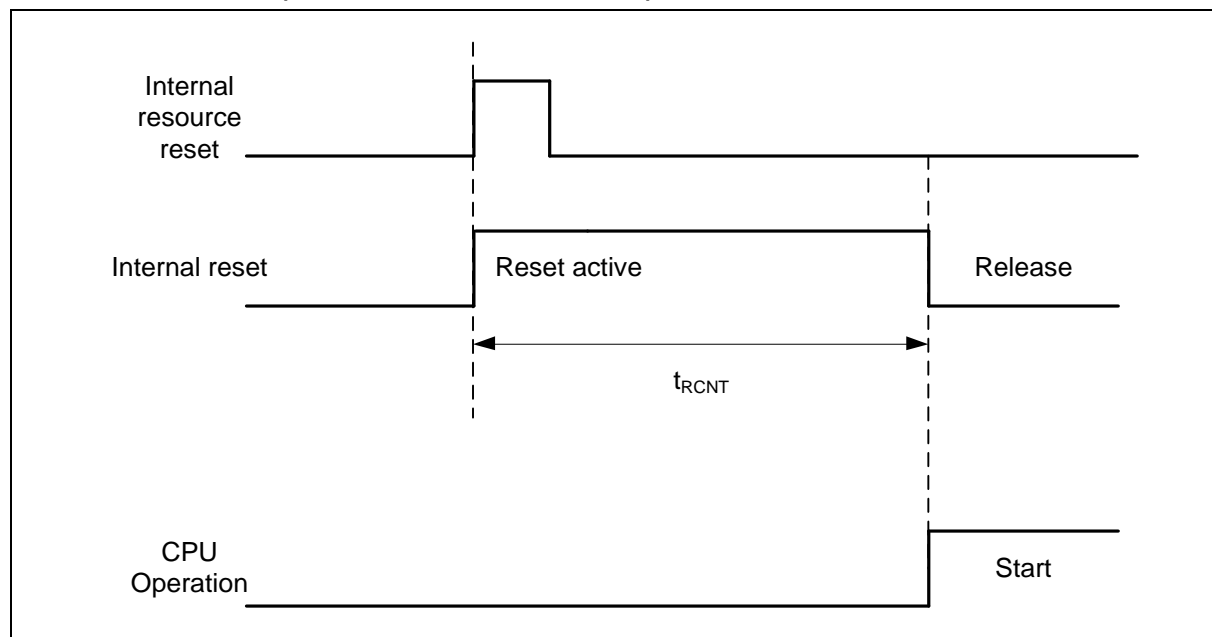 Internal
resource
reset
Internal reset
Reset active
Release
tRCNT
CPU
Operation
Start